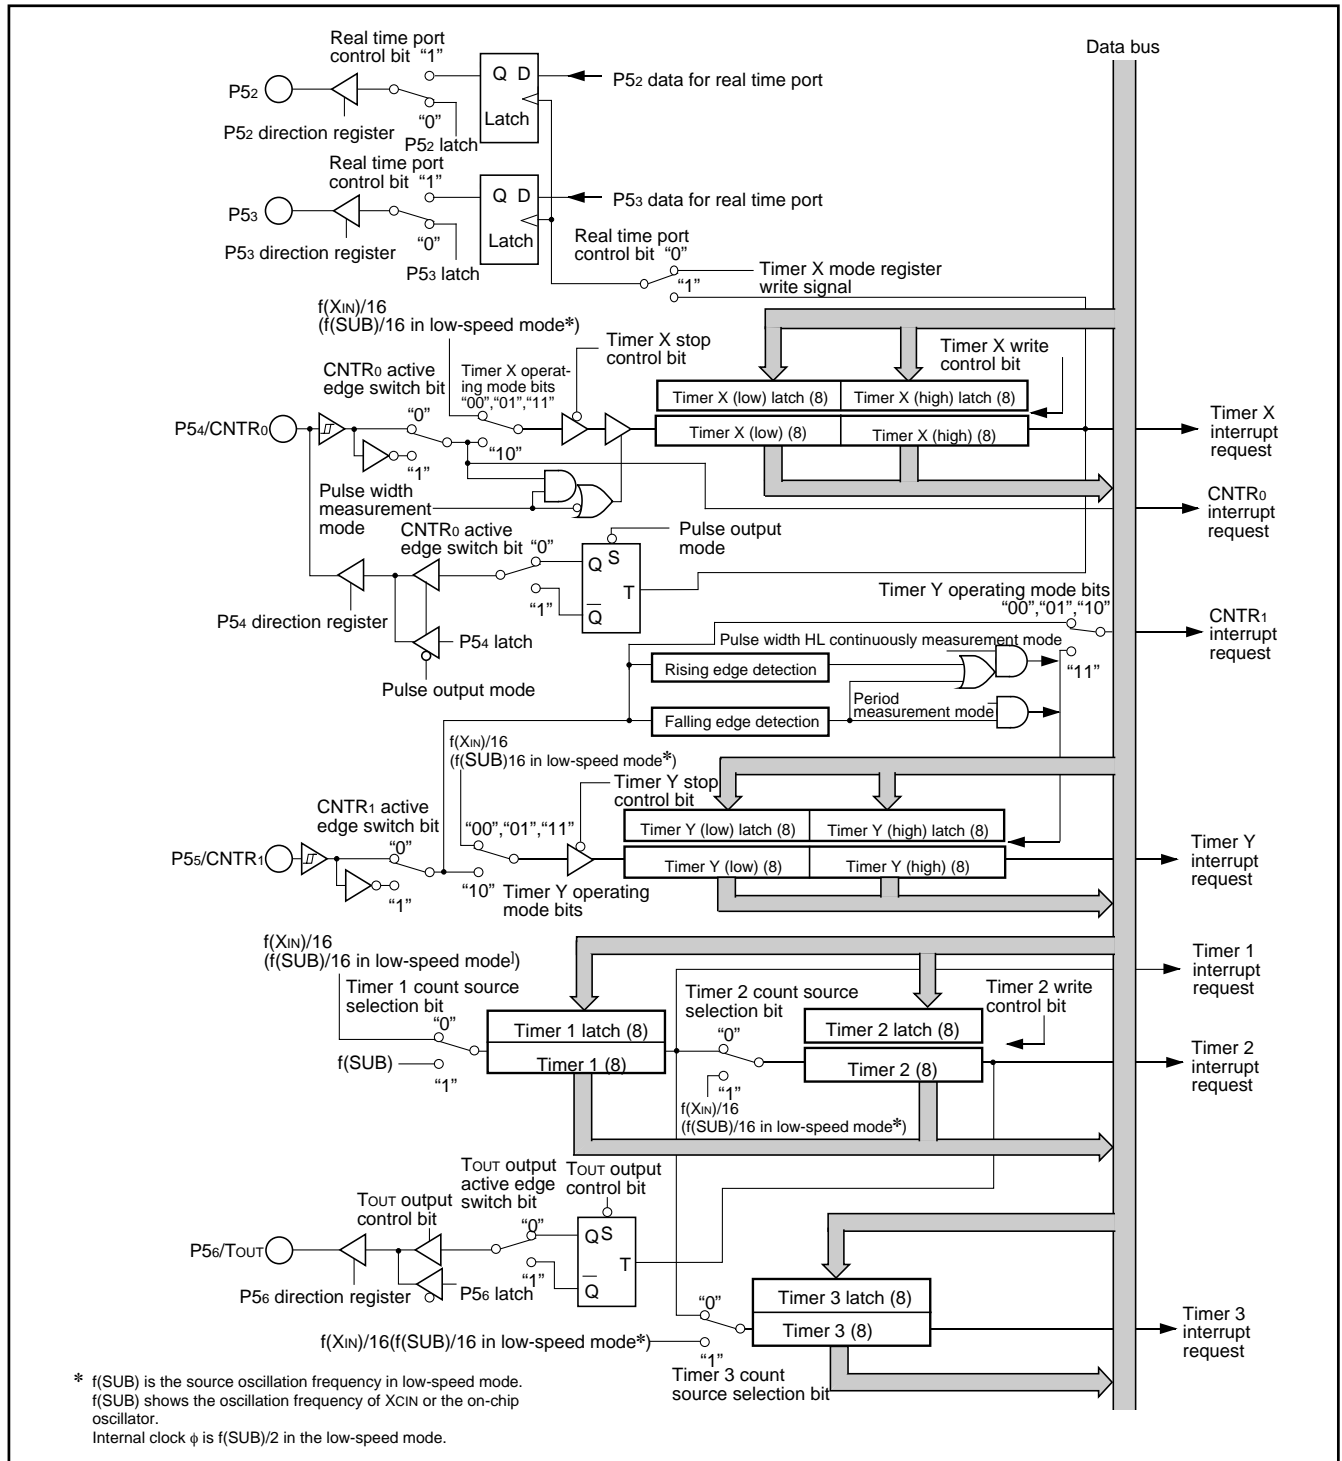 Real time port
control bit “1”
Data bus
Q D
P52 data for real time port
P52
Latch
“0”
P52 direction register
P52 latch
Real time port
control bit “1”
Q D
P53 data for real time port
P53
Latch
“0”
P53 direction register
P53 latch
Real time port
control bit “0”
Timer X mode register
write signal
“1”
f(XIN)/16
(f(SUB)/16 in low-speed mode*)
Timer X stop
control bit
Timer X write
control bit
CNTR0 active
edge switch bit
Timer X operat-
ing mode bits
“00”,“01”,“11”
Timer X (low) latch (8)
Timer X (high) latch (8)
“0”
P54/CNTR0
Timer X (low) (8)
Timer X (high) (8)
Timer X
interrupt
request
“10”
“1”
Pulse width
measurement
mode
CNTR0
interrupt
request
CNTR0 active
edge switch bit “0”
Pulse output
mode
Q S
T
“1”
Q
P54 direction register
P54 latch
Pulse output mode
Timer Y operating mode bits
“00”,“01”,“10”
CNTR1
interrupt
request
Pulse width HL continuously measurement mode
“11”
Rising edge detection
Period
measurement mode
Falling edge detection
f(XIN)/16
(f(SUB)16 in low-speed mode*)
Timer Y stop
control bit
CNTR1 active
edge switch bit
“00”,“01”,“11”
Timer Y (low) latch (8)
Timer Y (high) latch (8)
“0”
P55/CNTR1
Timer Y (low) (8)
Timer Y (high) (8)
Timer Y
interrupt
request
“1”
“10” Timer Y operating
mode bits
f(XIN)/16
(f(SUB)/16 in low-speed mode])
Timer 1
interrupt
request
Timer 1 count source
selection bit
Timer 2 count source
selection bit
Timer 2 write
control bit
“0”
Timer 1 latch (8)
“0”
Timer 2 latch (8)
f(SUB)
Timer 1 (8)
Timer 2 (8)
Timer 2
interrupt
request
“1”
“1”
f(XIN)/16
(f(SUB)/16 in low-speed mode*)
TOUT output
active edge
switch bit
TOUT output
control bit
TOUT output
control bit
“0”
Q S
P56/TOUT
T
“1”
Q
P56 direction register
P56 latch
Timer 3 latch (8)
“0”
Timer 3 (8)
Timer 3
interrupt
request
f(XIN)/16(f(SUB)/16 in low-speed mode*)
“1”
Timer 3 count
source selection bit
* f(SUB) is the source oscillation frequency in low-speed mode.
f(SUB) shows the oscillation frequency of XCIN or the on-chip
oscillator.
Internal clock ϕ is f(SUB)/2 in the low-speed mode.